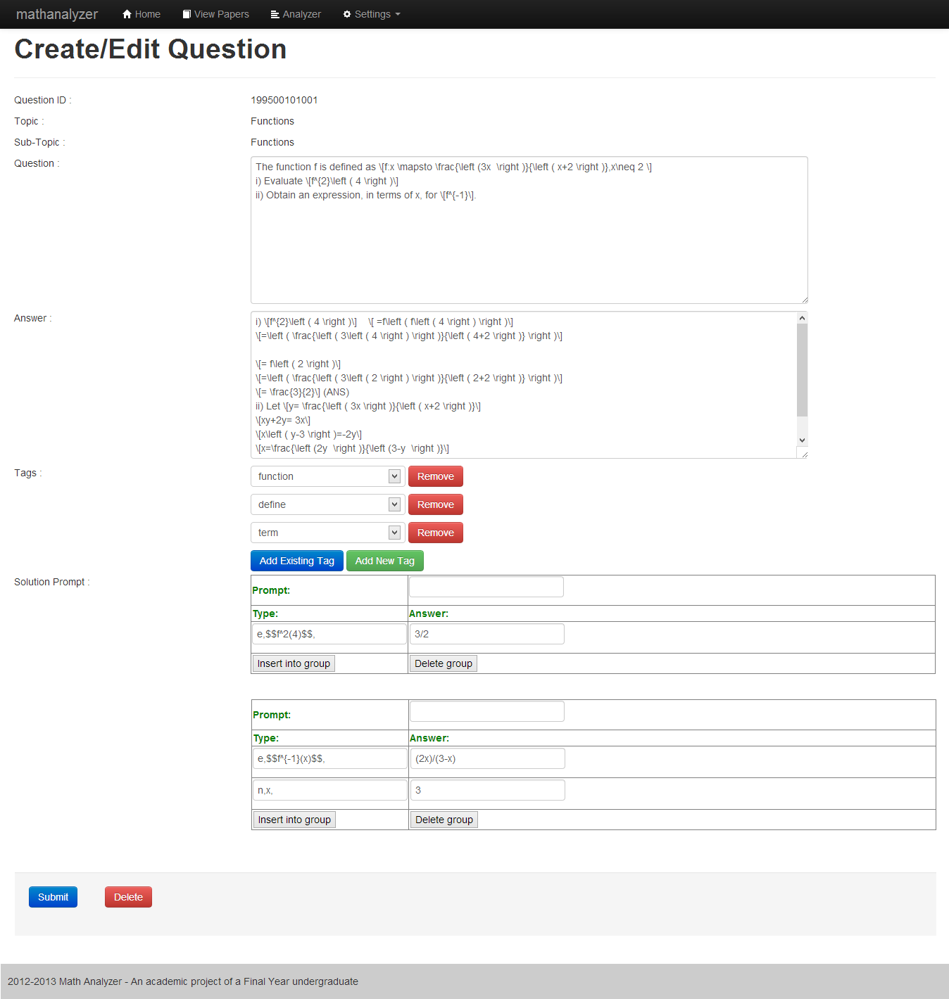 mathanalyzer Home View Papers Analyzer Settings
Create/Edit Question
Question ID : 199500101001
Topic : Functions
Sub-Topic : Functions
Question :
The function f is defined as \[f:x \mapsto \frac{\left (3x  \right )}{\left ( x+2 \right )},x\neq 2 \]
i) Evaluate \[f^{2}\left ( 4 \right )\]
ii) Obtain an expression, in terms of x, for \[f^{-1}\].
Answer :
i) \[f^{2}\left ( 4 \right )\]    \[ =f\left ( f\left ( 4 \right ) \right )\]
\[=\left ( \frac{\left ( 3\left ( 4 \right ) \right )}{\left ( 4+2 \right )} \right )\]
\[= f\left ( 2 \right )\]
\[=\left ( \frac{\left ( 3\left ( 2 \right ) \right )}{\left ( 2+2 \right )} \right )\]
\[= \frac{3}{2}\] (ANS)
ii) Let \[y= \frac{\left ( 3x \right )}{\left ( x+2 \right )}\]
\[xy+2y= 3x\]
\[x\left ( y-3 \right )=-2y\]
\[x=\frac{\left (2y  \right )}{\left (3-y  \right )}\]
Tags :
function Remove
define Remove
term Remove
Add Existing Tag Add New Tag
Solution Prompt :
Prompt:
Type: Answer:
e,$$f^2(4)$$, 3/2
Insert into group Delete group
Prompt:
Type: Answer:
e,$$f^{-1}(x)$$, (2x)/(3-x)
n,x, 3
Insert into group Delete group
Submit Delete
2012-2013 Math Analyzer - An academic project of a Final Year undergraduate